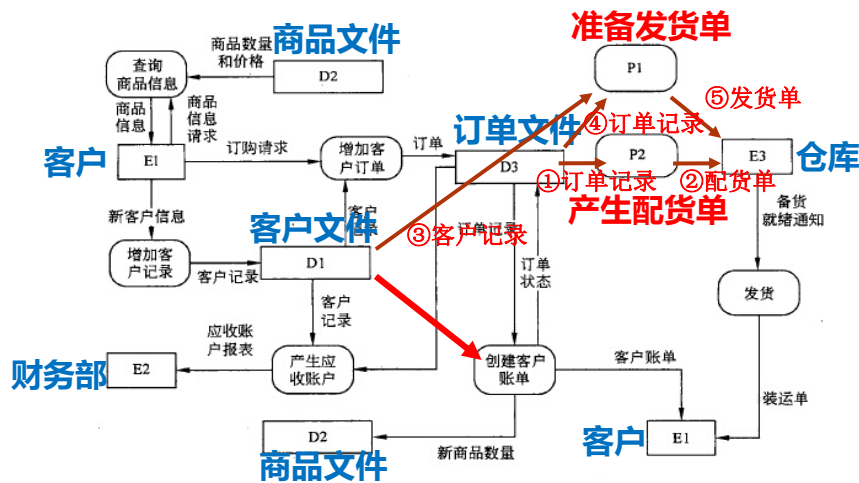 准备发货单
商品文件
商品数量
和价格
查询
商品信息
D2
P1
⑤发货单
商品
信息
商品
信息
请求
订单文件
④订单记录
客户
E1
订购请求
增加客
户订单
订单
D3
P2
E3
仓库
①订单记录
②配货单
产生配货单
新客户信息
客户
记录
客户文件
③客户记录
订单记录
备货
就绪通知
增加客
户记录
客户记录
D1
订单
状态
发货
客户
记录
应收账
户报表
财务部
E2
产生应
收账户
创建客户
账单
客户账单
装运单
D2
商品文件
新商品数量
客户
E1